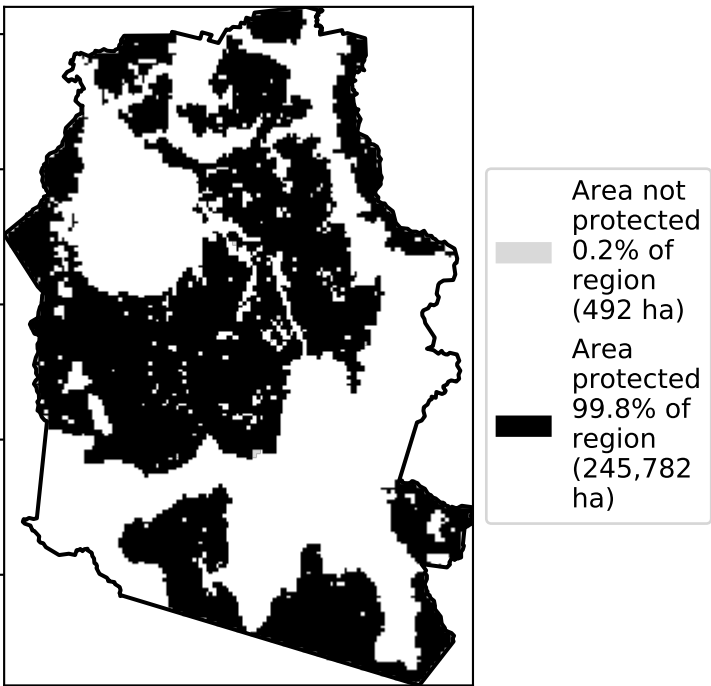 Area not
protected
0.2% of
region
(492 ha)
Area
protected
99.8% of
region
(245,782
ha)